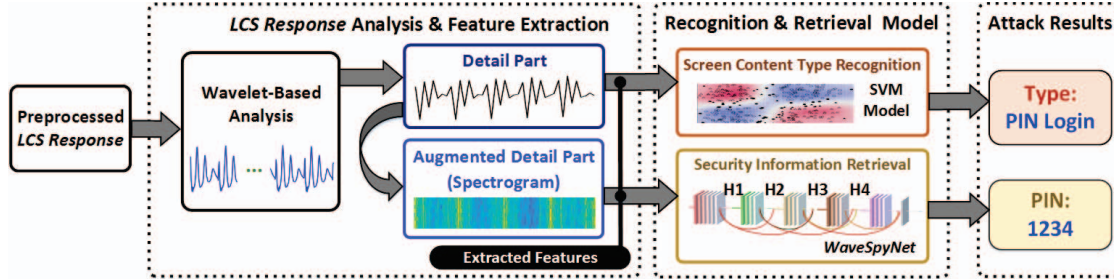 LCS Response Analysis & Feature Extraction
Recognition & Retrieval Model
Attack Results
Preprocessed
LCS Response
Wavelet-Based
Analysis
...
Detail Part
Augmented Detail Part
(Spectrogram)
Extracted Features
Screen Content Type Recognition
SVM
Model
Security Information Retrieval
H1 H2 H3 H4
WaveSpyNet
Type:
PIN Login
PIN:
1234